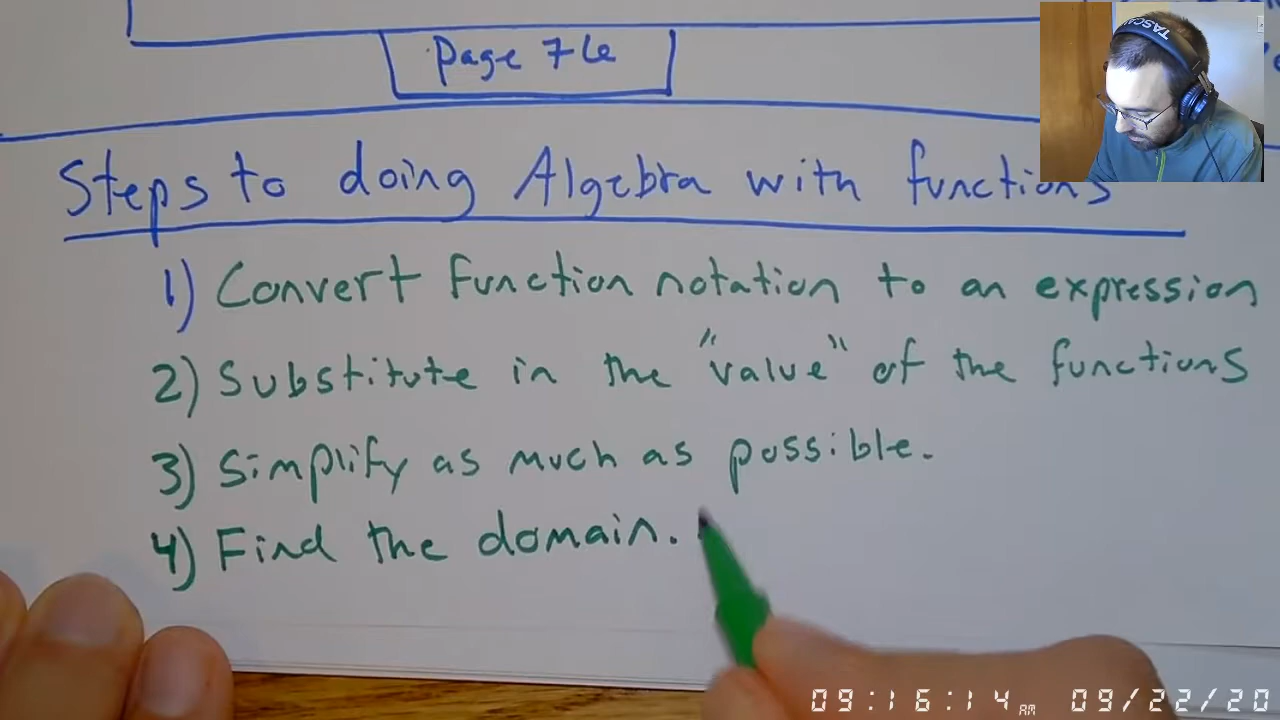 Page 76
Steps to doing Algebra with functions
1) Convert function notation to an expression
2) Substitute in the "value" of the functions
3) Simplify as much as possible.
4) Find the domain.
TASCAM
09:16:14 AM 09/22/20